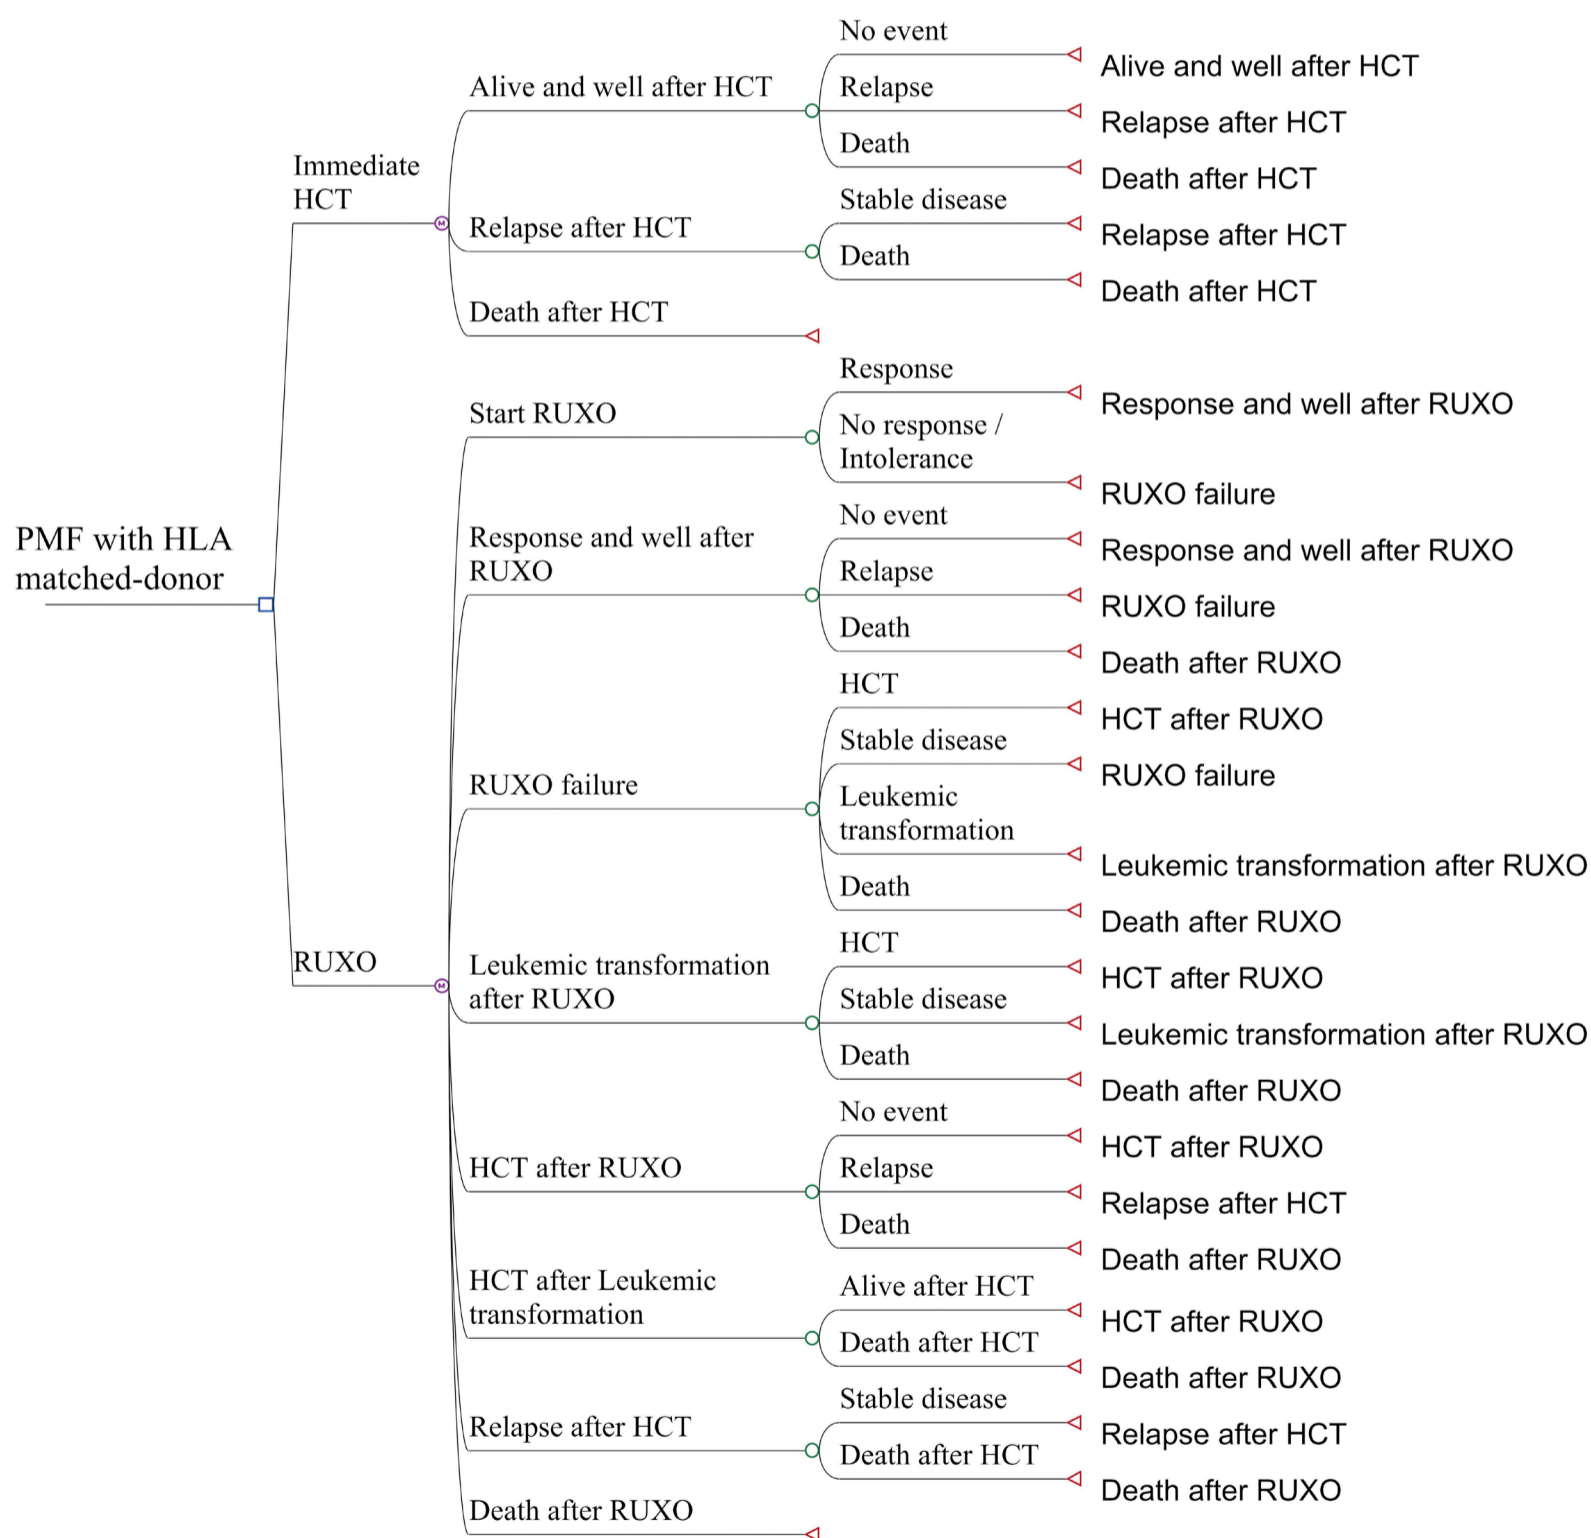 PMF with HLA
matched-donor
Immediate
HCT
Alive and well after HCT
No event
Alive and well after HCT
Relapse
Relapse after HCT
Death
Death after HCT
Relapse after HCT
Stable disease
Relapse after HCT
Death
Death after HCT
Death after HCT
RUXO
Start RUXO
Response
Response and well after RUXO
No response /
Intolerance
RUXO failure
Response and well after
RUXO
No event
Response and well after RUXO
Relapse
RUXO failure
Death
Death after RUXO
RUXO failure
HCT
HCT after RUXO
Stable disease
RUXO failure
Leukemic
transformation
Leukemic transformation after RUXO
Death
Death after RUXO
Leukemic transformation
after RUXO
HCT
HCT after RUXO
Stable disease
Leukemic transformation after RUXO
Death
Death after RUXO
HCT after RUXO
No event
HCT after RUXO
Relapse
Relapse after HCT
Death
Death after RUXO
HCT after Leukemic
transformation
Alive after HCT
HCT after RUXO
Death after HCT
Death after RUXO
Relapse after HCT
Stable disease
Relapse after HCT
Death after HCT
Death after RUXO
Death after RUXO